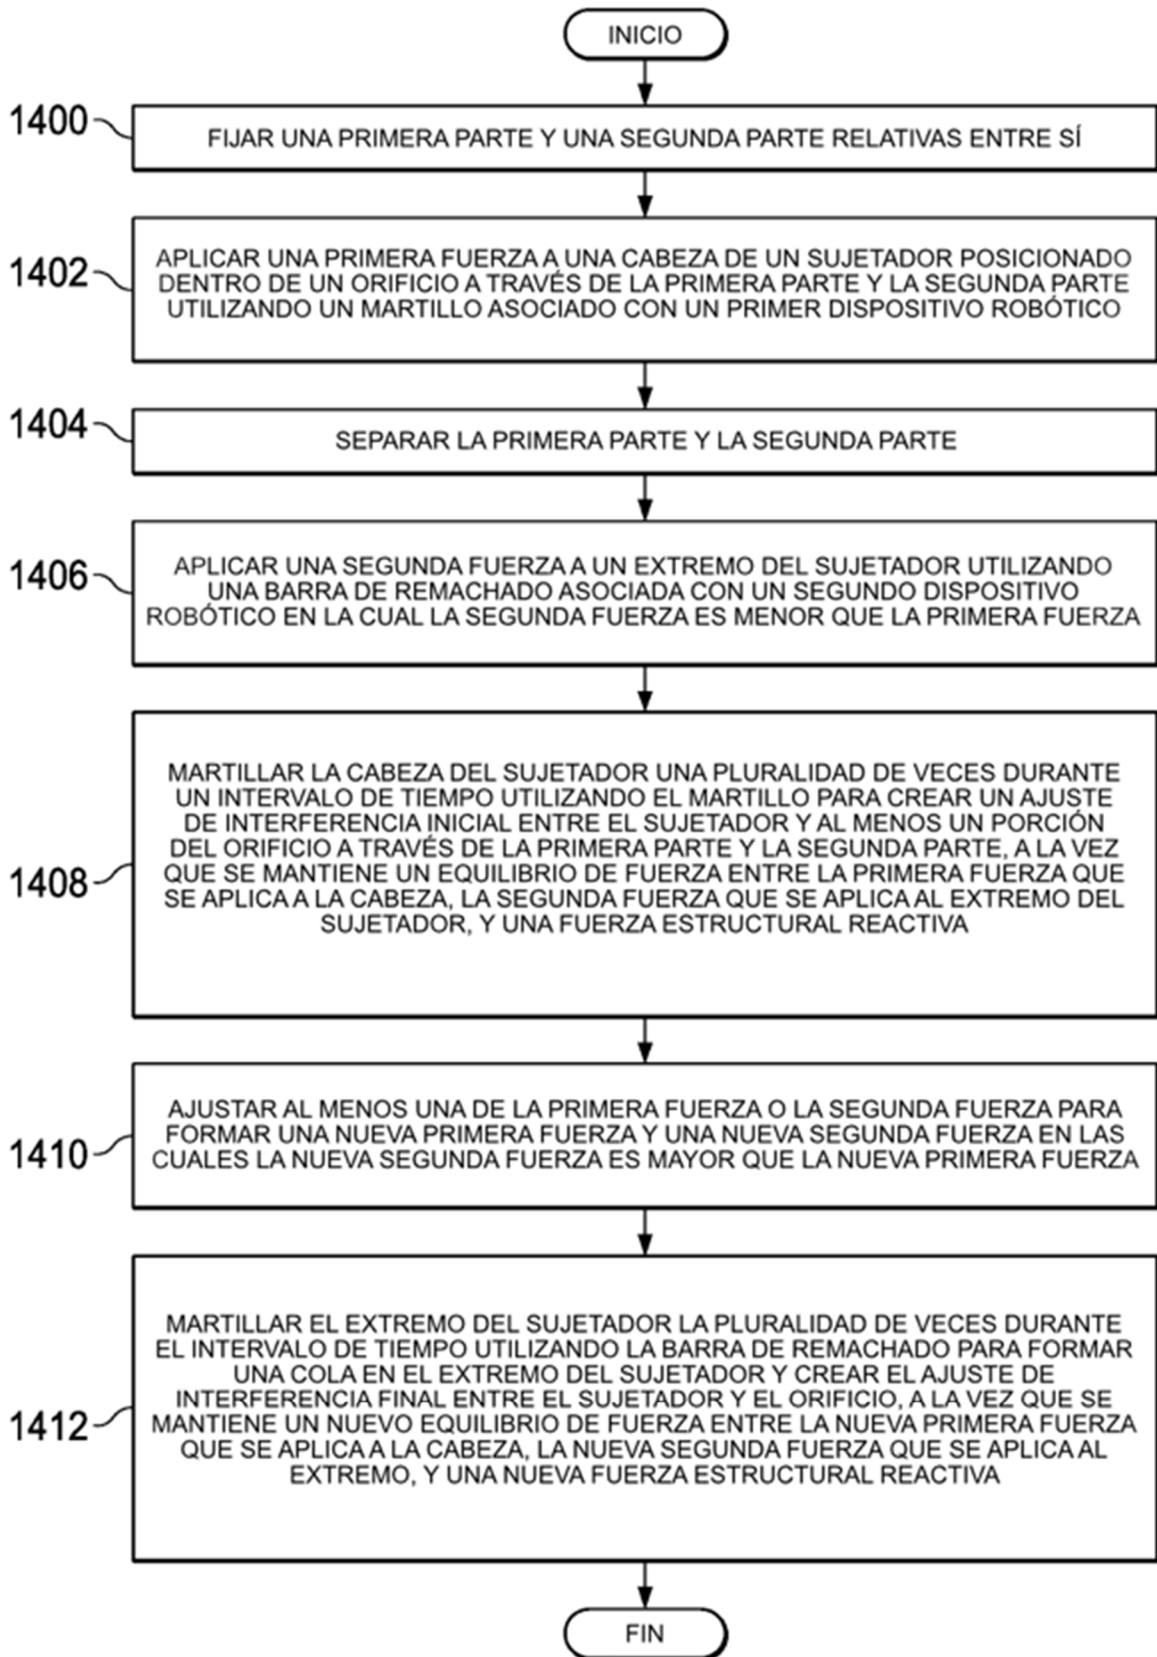 INICIO
1400
FIJAR UNA PRIMERA PARTE Y UNA SEGUNDA PARTE RELATIVAS ENTRE SÍ
1402
APLICAR UNA PRIMERA FUERZA A UNA CABEZA DE UN SUJETADOR POSICIONADO
DENTRO DE UN ORIFICIO A TRAVÉS DE LA PRIMERA PARTE Y LA SEGUNDA PARTE
UTILIZANDO UN MARTILLO ASOCIADO CON UN PRIMER DISPOSITIVO ROBÓTICO
1404
SEPARAR LA PRIMERA PARTE Y LA SEGUNDA PARTE
1406
APLICAR UNA SEGUNDA FUERZA A UN EXTREMO DEL SUJETADOR UTILIZANDO
UNA BARRA DE REMACHADO ASOCIADA CON UN SEGUNDO DISPOSITIVO
ROBÓTICO EN LA CUAL LA SEGUNDA FUERZA ES MENOR QUE LA PRIMERA FUERZA
1408
MARTILLAR LA CABEZA DEL SUJETADOR UNA PLURALIDAD DE VECES DURANTE
UN INTERVALO DE TIEMPO UTILIZANDO EL MARTILLO PARA CREAR UN AJUSTE
DE INTERFERENCIA INICIAL ENTRE EL SUJETADOR Y AL MENOS UN PORCIÓN
DEL ORIFICIO A TRAVÉS DE LA PRIMERA PARTE Y LA SEGUNDA PARTE, A LA VEZ
QUE SE MANTIENE UN EQUILIBRIO DE FUERZA ENTRE LA PRIMERA FUERZA QUE
SE APLICA A LA CABEZA, LA SEGUNDA FUERZA QUE SE APLICA AL EXTREMO DEL
SUJETADOR, Y UNA FUERZA ESTRUCTURAL REACTIVA
1410
AJUSTAR AL MENOS UNA DE LA PRIMERA FUERZA O LA SEGUNDA FUERZA PARA
FORMAR UNA NUEVA PRIMERA FUERZA Y UNA NUEVA SEGUNDA FUERZA EN LAS
CUALES LA NUEVA SEGUNDA FUERZA ES MAYOR QUE LA NUEVA PRIMERA FUERZA
1412
MARTILLAR EL EXTREMO DEL SUJETADOR LA PLURALIDAD DE VECES DURANTE
EL INTERVALO DE TIEMPO UTILIZANDO LA BARRA DE REMACHADO PARA FORMAR
UNA COLA EN EL EXTREMO DEL SUJETADOR Y CREAR EL AJUSTE DE
INTERFERENCIA FINAL ENTRE EL SUJETADOR Y EL ORIFICIO, A LA VEZ QUE SE
MANTIENE UN NUEVO EQUILIBRIO DE FUERZA ENTRE LA NUEVA PRIMERA FUERZA
QUE SE APLICA A LA CABEZA, LA NUEVA SEGUNDA FUERZA QUE SE APLICA AL
EXTREMO, Y UNA NUEVA FUERZA ESTRUCTURAL REACTIVA
FIN